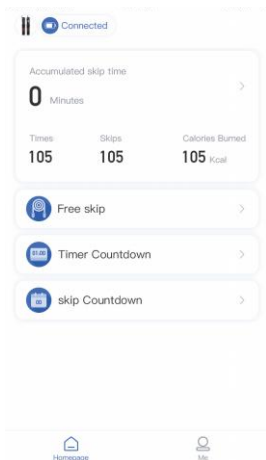 Connected
Accumulated skip time
0 Minutes
Times Skips Calories Burned
105 105 105 Kcal
Free skip
01:00
Timer Countdown
skip Countdown
Homepage Me